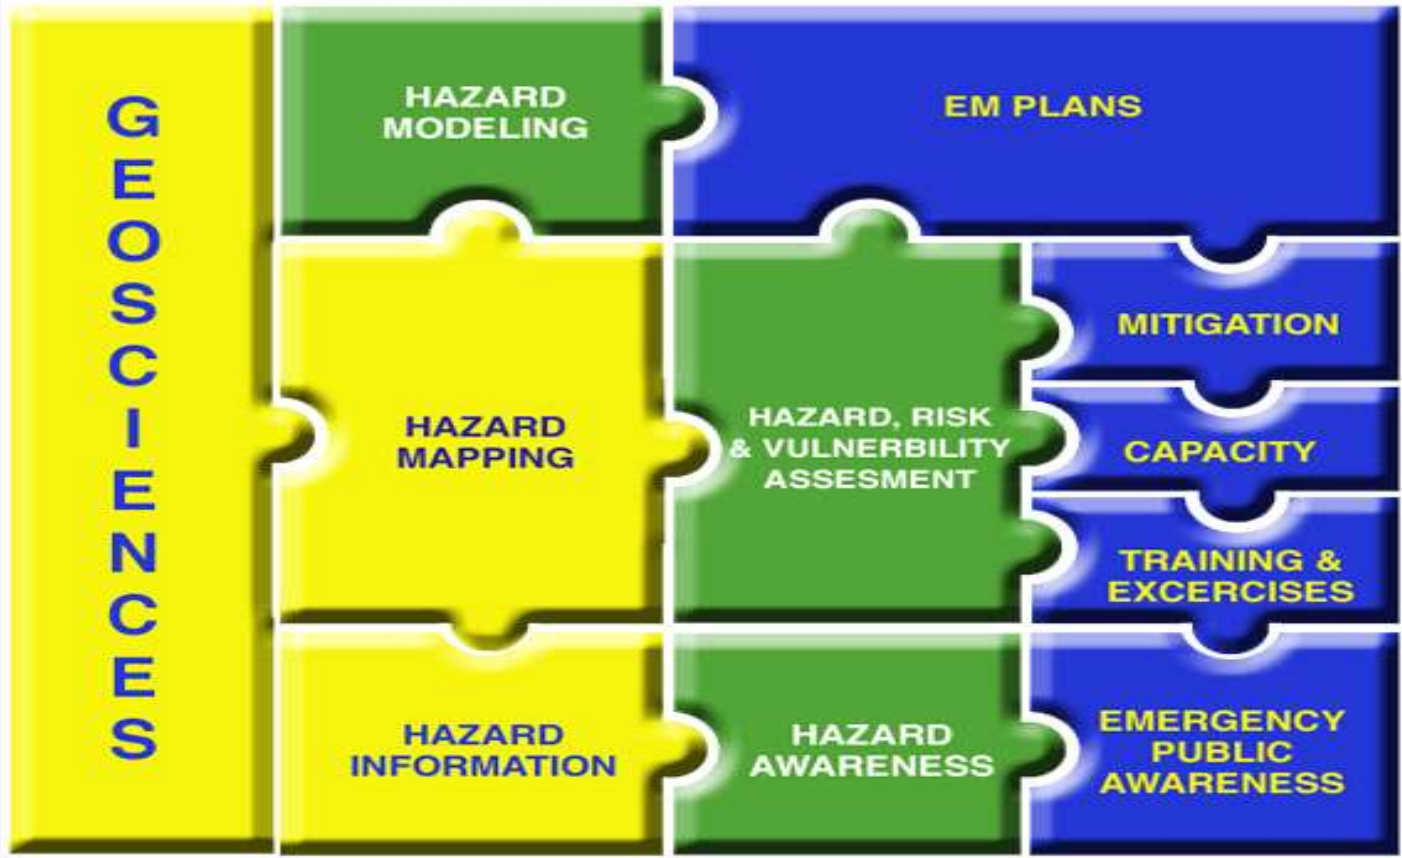 GEOSCIENCES
HAZARD
MODELING
EM PLANS
HAZARD
MAPPING
HAZARD, RISK
& VULNERBILITY
ASSESMENT
MITIGATION
CAPACITY
TRAINING &
EXCERCISES
HAZARD
INFORMATION
HAZARD
AWARENESS
EMERGENCY
PUBLIC
AWARENESS